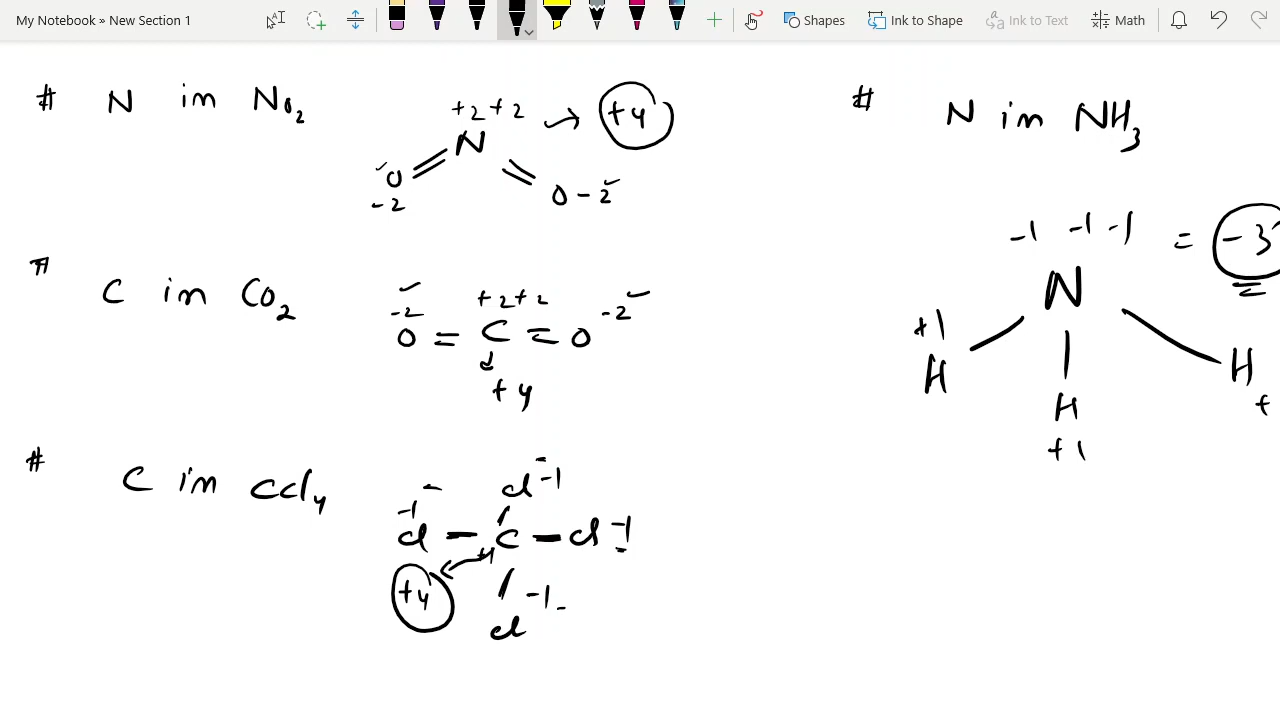 My Notebook » New Section 1
Shapes
Ink to Shape
Ink to Text
Math
# N in NO2
+2 +2 → +4
N
O O -2
-2
# C in CO2
-2 +2 +2 -2
O = C = O
+4
# C in CCl4
Cl -1
-1
Cl - C - Cl -1
+4
+4 -1
Cl
# N in NH3
-1 -1 -1 = -3
N
+1
H H
H +
+1